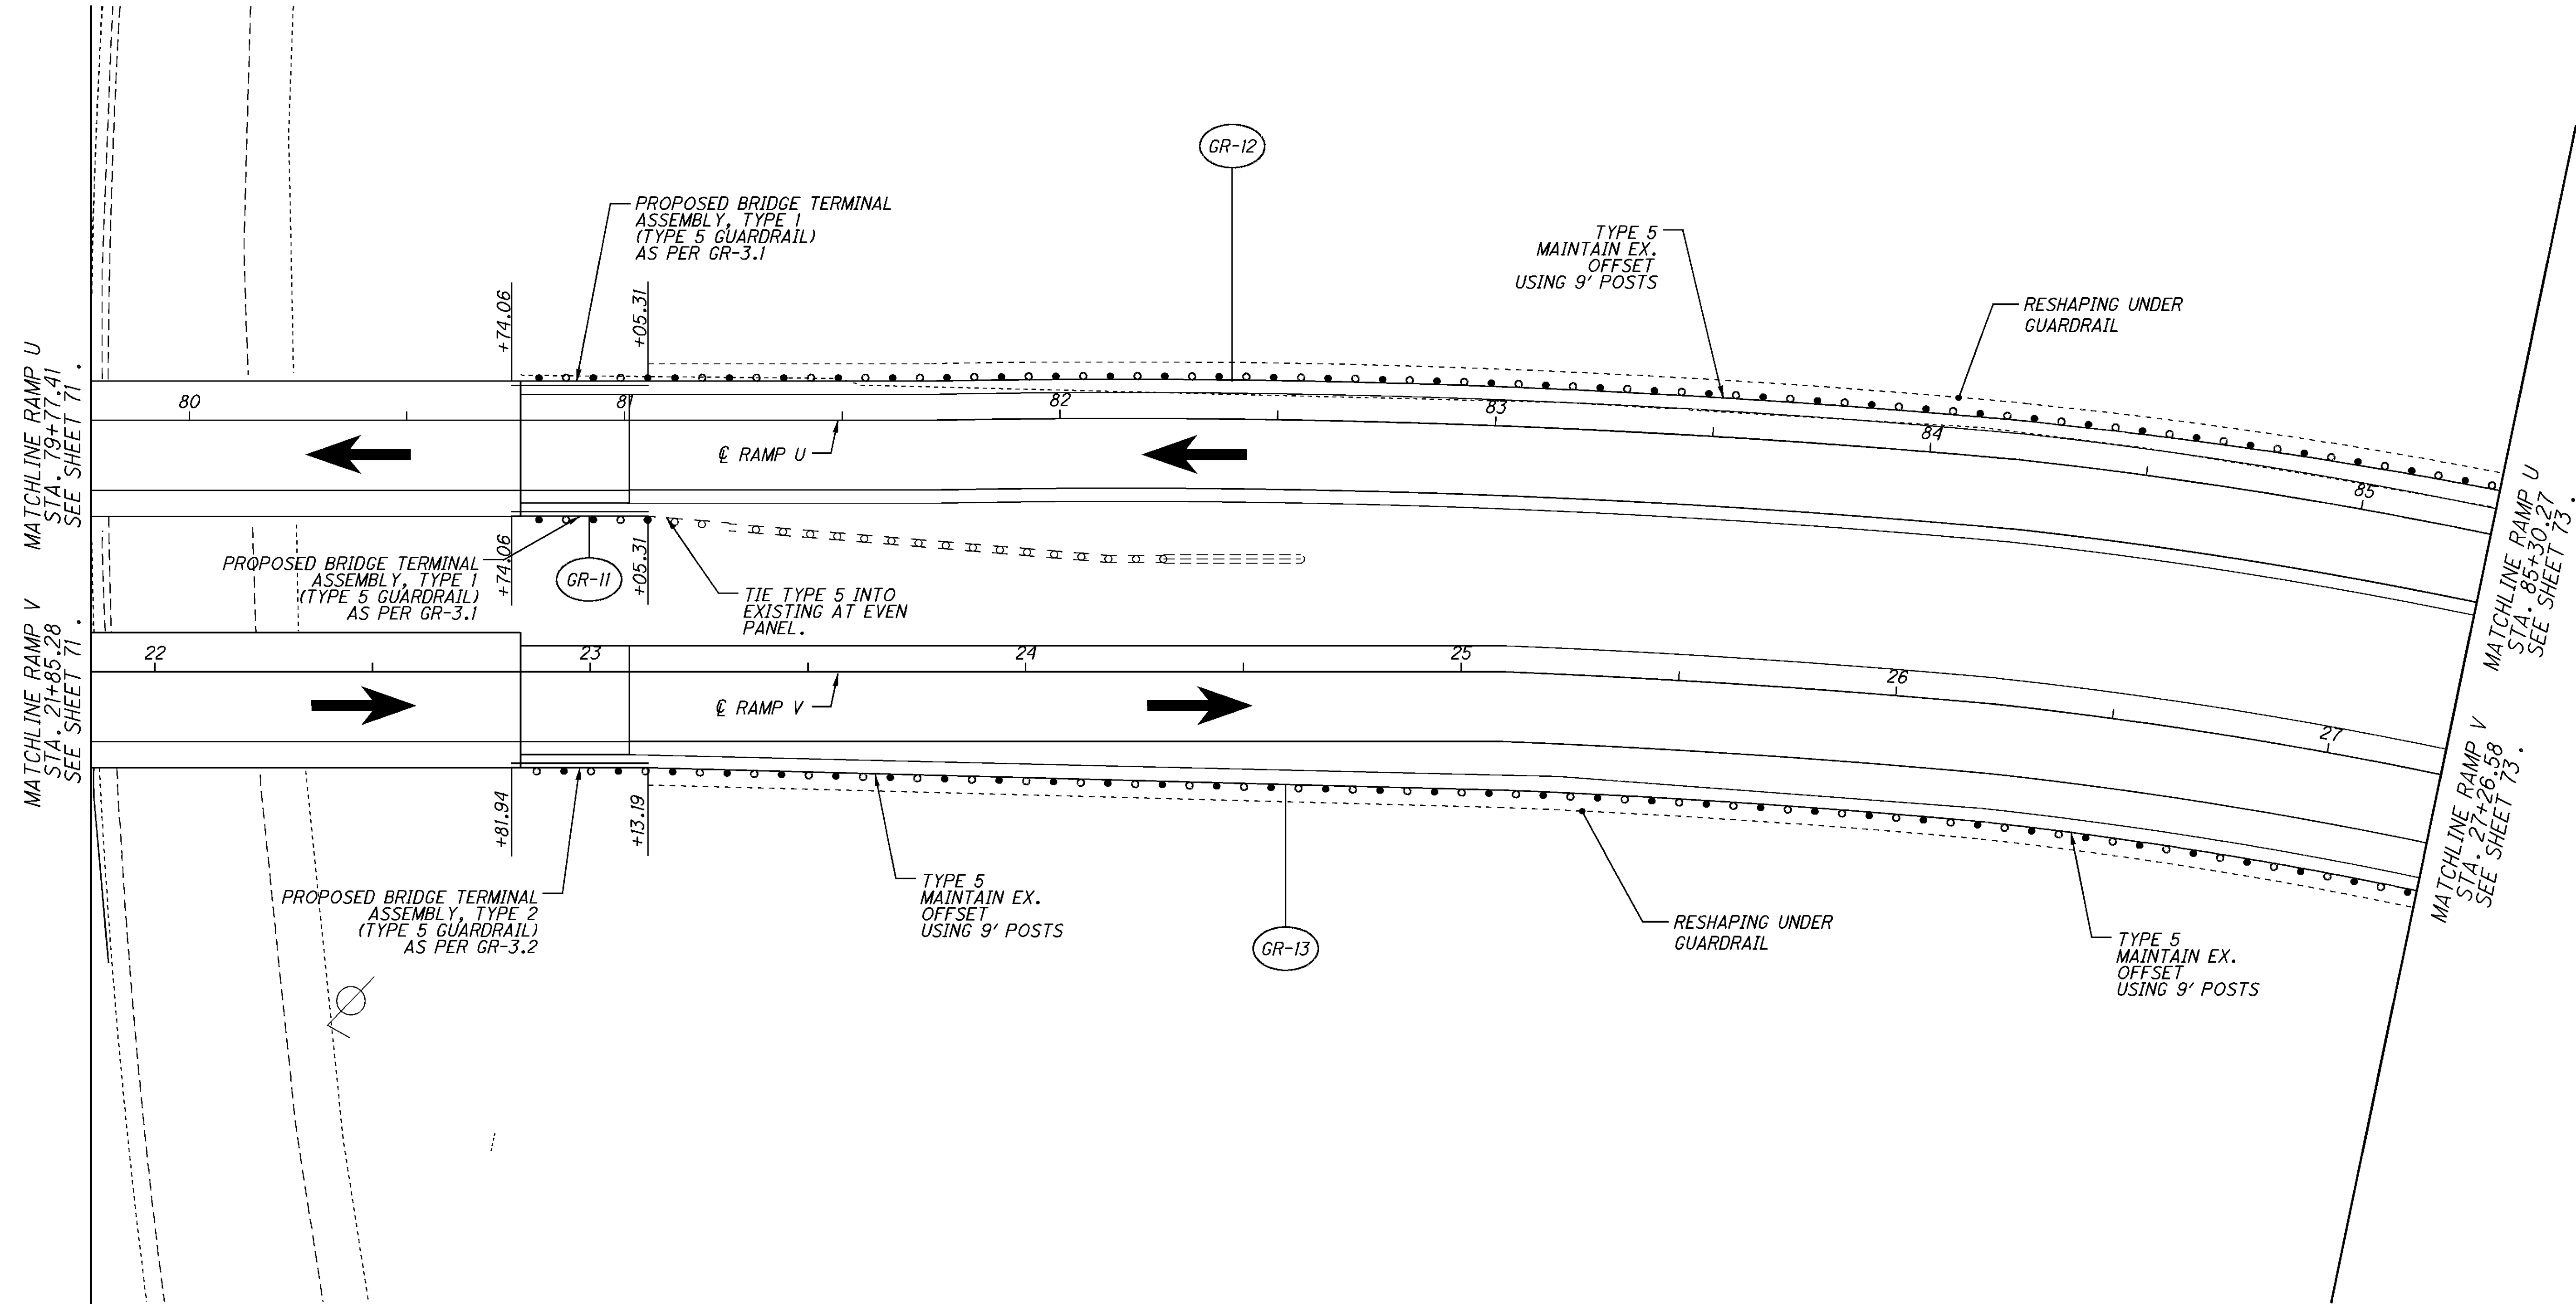 GR-12
PROPOSED BRIDGE TERMINAL
ASSEMBLY, TYPE 1
(TYPE 5 GUARDRAIL)
AS PER GR-3.1
TYPE 5
MAINTAIN EX.
OFFSET
USING 9' POSTS
RESHAPING UNDER
GUARDRAIL
+74.06
+05.31
MATCHLINE RAMP U
STA. 79+77.41
SEE SHEET 71 .
80
81
82
83
84
85
℄ RAMP U
MATCHLINE RAMP U
STA. 85+30.27
SEE SHEET 73 .
PROPOSED BRIDGE TERMINAL
ASSEMBLY, TYPE 1
(TYPE 5 GUARDRAIL)
AS PER GR-3.1
+74.06
GR-11
+05.31
TIE TYPE 5 INTO
EXISTING AT EVEN
PANEL.
MATCHLINE RAMP V
STA. 21+85.28
SEE SHEET 71 .
22
23
24
25
26
27
℄ RAMP V
MATCHLINE RAMP V
STA. 27+26.58
SEE SHEET 73 .
+81.94
+13.19
PROPOSED BRIDGE TERMINAL
ASSEMBLY, TYPE 2
(TYPE 5 GUARDRAIL)
AS PER GR-3.2
TYPE 5
MAINTAIN EX.
OFFSET
USING 9' POSTS
GR-13
RESHAPING UNDER
GUARDRAIL
TYPE 5
MAINTAIN EX.
OFFSET
USING 9' POSTS